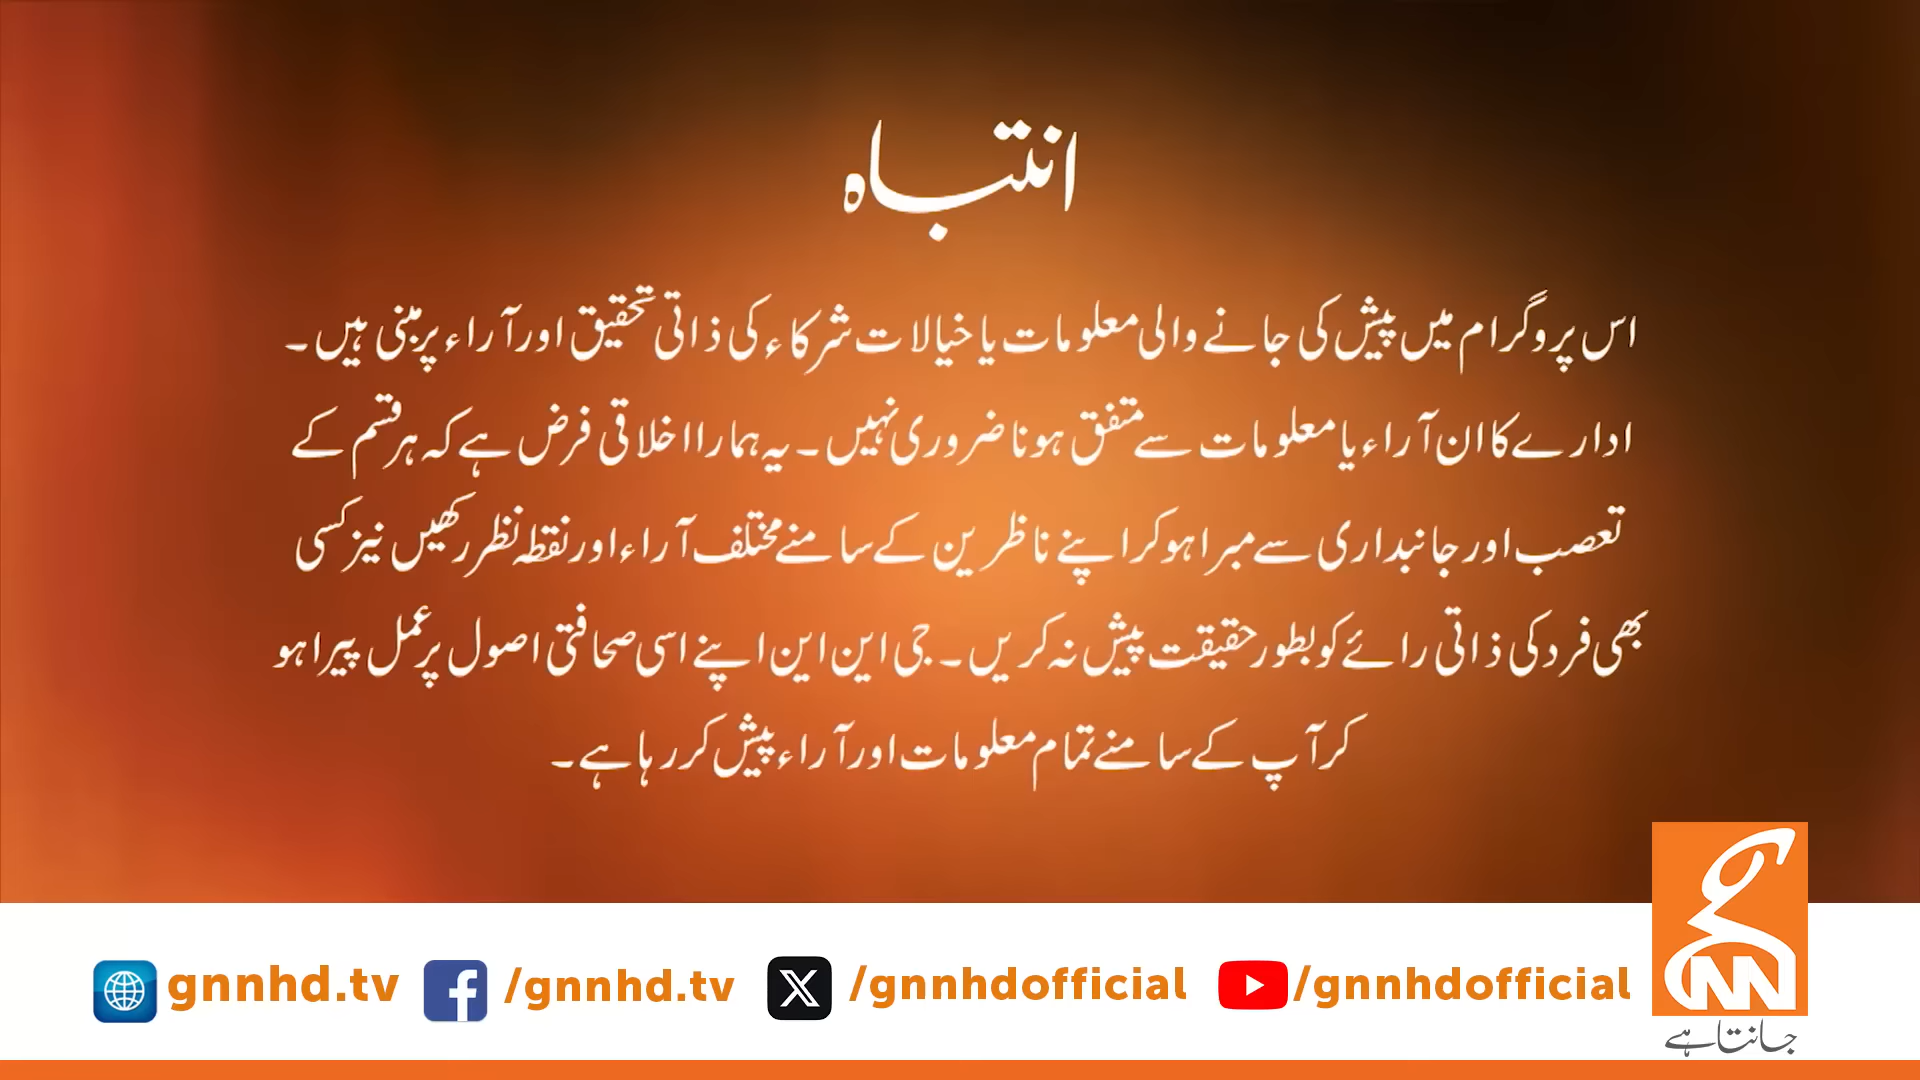 انتباہ
اس پروگرام میں پیش کی جانے والی معلومات یا خیالات شرکاء کی ذاتی تحقیق اور آراء پر مبنی ہیں۔
ادارے کا ان آراء یا معلومات سے متفق ہونا ضروری نہیں۔ یہ ہمارا اخلاقی فرض ہے کہ ہر قسم کے
تعصب اور جانبداری سے مبرا ہو کر اپنے ناظرین کے سامنے مختلف آراء اور نقطہ نظر رکھیں نیز کسی
بھی فرد کی ذاتی رائے کو بطور حقیقت پیش نہ کریں۔ جی این این اپنے اسی صحافتی اصول پر عمل پیرا ہو
کر آپ کے سامنے تمام معلومات اور آراء پیش کر رہا ہے۔
gnnhd.tv /gnnhd.tv /gnnhdofficial /gnnhdofficial
GNN
جانتا ہے